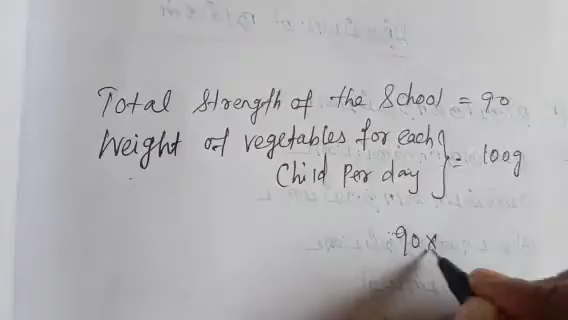 Total Strength of the School = 90
Weight of vegetables for each
Child Per day } = 100g
90x